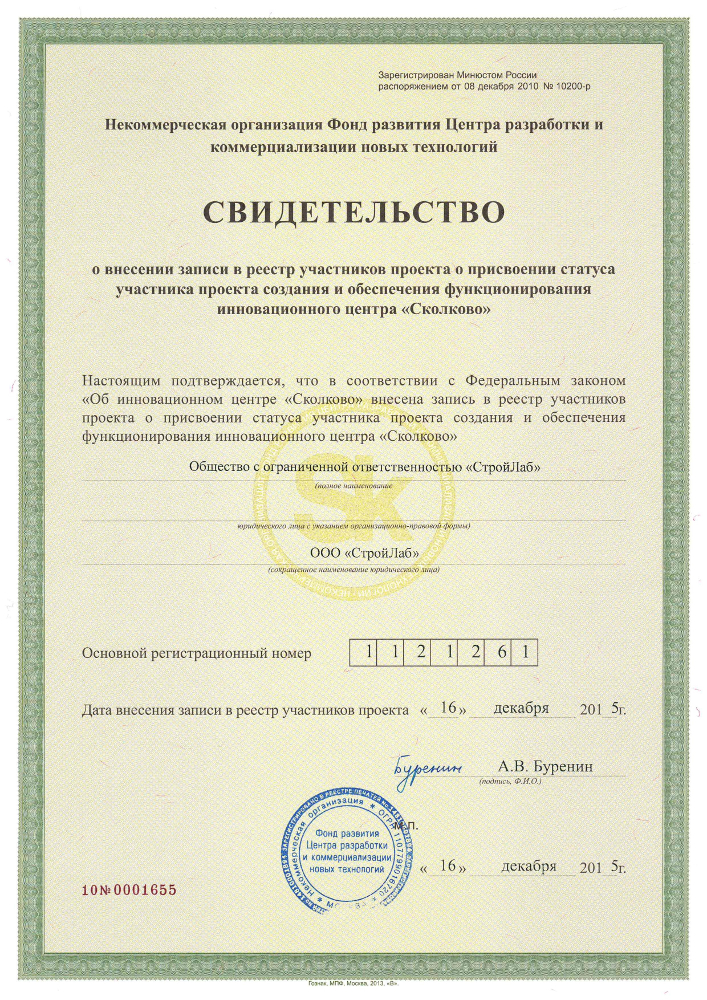 Зарегистрирован Минюстом России
распоряжением от 08 декабря 2010 № 10200-р
Некоммерческая организация Фонд развития Центра разработки и
коммерциализации новых технологий
СВИДЕТЕЛЬСТВО
о внесении записи в реестр участников проекта о присвоении статуса
участника проекта создания и обеспечения функционирования
инновационного центра «Сколково»
Настоящим подтверждается, что в соответствии с Федеральным законом
«Об инновационном центре «Сколково» внесена запись в реестр участников
проекта о присвоении статуса участника проекта создания и обеспечения
функционирования инновационного центра «Сколково»
Общество с ограниченной ответственностью «СтройЛаб»
(полное наименование
Sk
юридического лица с указанием организационно-правовой формы)
ООО «СтройЛаб»
(сокращенное наименование юридического лица)
Основной регистрационный номер 1 1 2 1 2 6 1
Дата внесения записи в реестр участников проекта « 16 » декабря 201 5г.
Буренин А.В. Буренин
(подпись, Ф.И.О.)
М.П.
Некоммерческая организация * ОГРН 1107799016720
Фонд развития
Центра разработки
и коммерциализации
новых технологий
« 16 » декабря 201 5г.
10№0001655
Гознак, МПФ, Москва, 2013, «В».